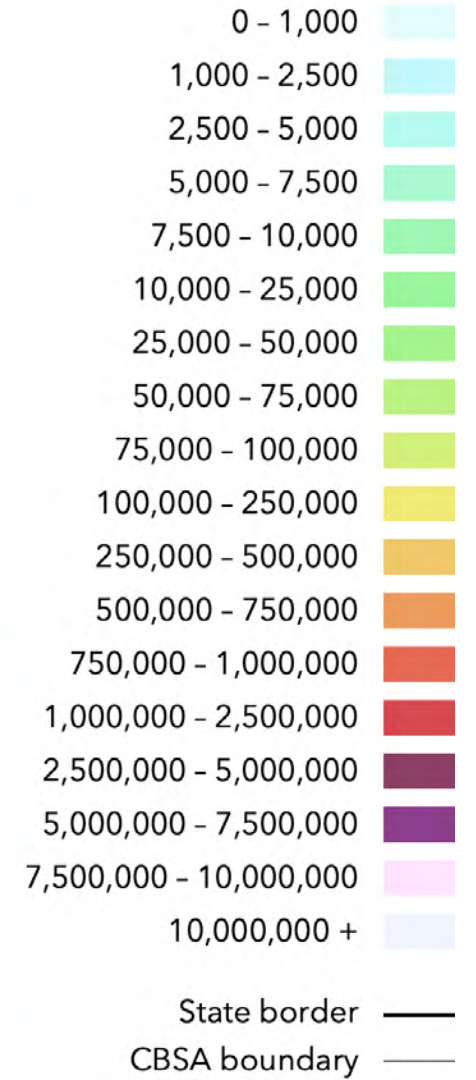 0 – 1,000
1,000 – 2,500
2,500 – 5,000
5,000 – 7,500
7,500 – 10,000
10,000 – 25,000
25,000 – 50,000
50,000 – 75,000
75,000 – 100,000
100,000 – 250,000
250,000 – 500,000
500,000 – 750,000
750,000 – 1,000,000
1,000,000 – 2,500,000
2,500,000 – 5,000,000
5,000,000 – 7,500,000
7,500,000 – 10,000,000
10,000,000 +
State border
CBSA boundary